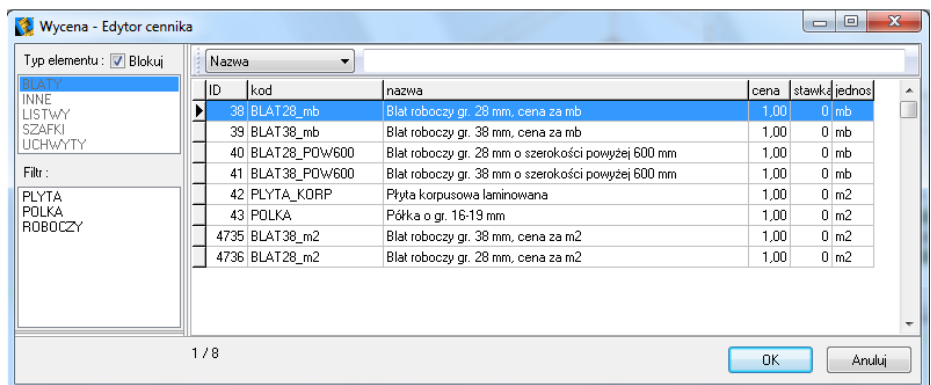 Wycena - Edytor cennika
Typ elementu : Blokuj
BLATY
INNE
LISTWY
SZAFKI
UCHWYTY
Filtr :
PLYTA
POLKA
ROBOCZY
Nazwa
ID kod nazwa cena stawka jednos
38 BLAT28_mb Blat roboczy gr. 28 mm, cena za mb 1,00 0 mb
39 BLAT38_mb Blat roboczy gr. 38 mm, cena za mb 1,00 0 mb
40 BLAT28_POW600 Blat roboczy gr. 28 mm o szerokości powyżej 600 mm 1,00 0 mb
41 BLAT38_POW600 Blat roboczy gr. 38 mm o szerokości powyżej 600 mm 1,00 0 mb
42 PLYTA_KORP Płyta korpusowa laminowana 1,00 0 m2
43 POLKA Półka o gr. 16-19 mm 1,00 0 m2
4735 BLAT38_m2 Blat roboczy gr. 38 mm, cena za m2 1,00 0 m2
4736 BLAT28_m2 Blat roboczy gr. 28 mm, cena za m2 1,00 0 m2
1 / 8
OK Anuluj